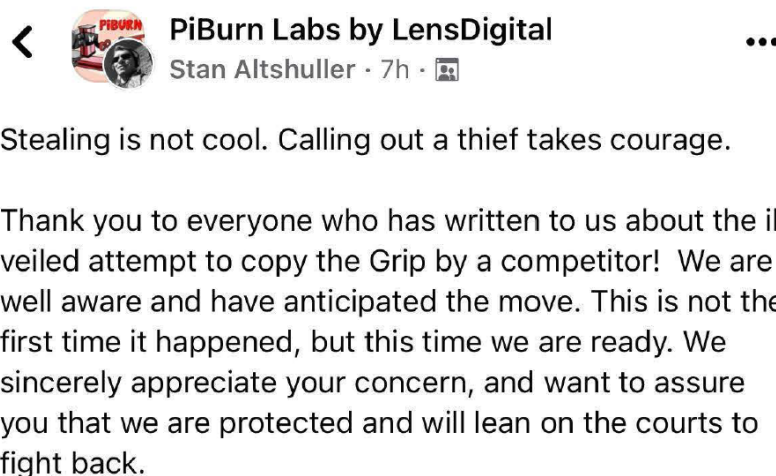 PiBURN
PiBurn Labs by LensDigital
Stan Altshuller · 7h ·
Stealing is not cool. Calling out a thief takes courage.
Thank you to everyone who has written to us about the
veiled attempt to copy the Grip by a competitor! We are
well aware and have anticipated the move. This is not the
first time it happened, but this time we are ready. We
sincerely appreciate your concern, and want to assure
you that we are protected and will lean on the courts to
fight back.